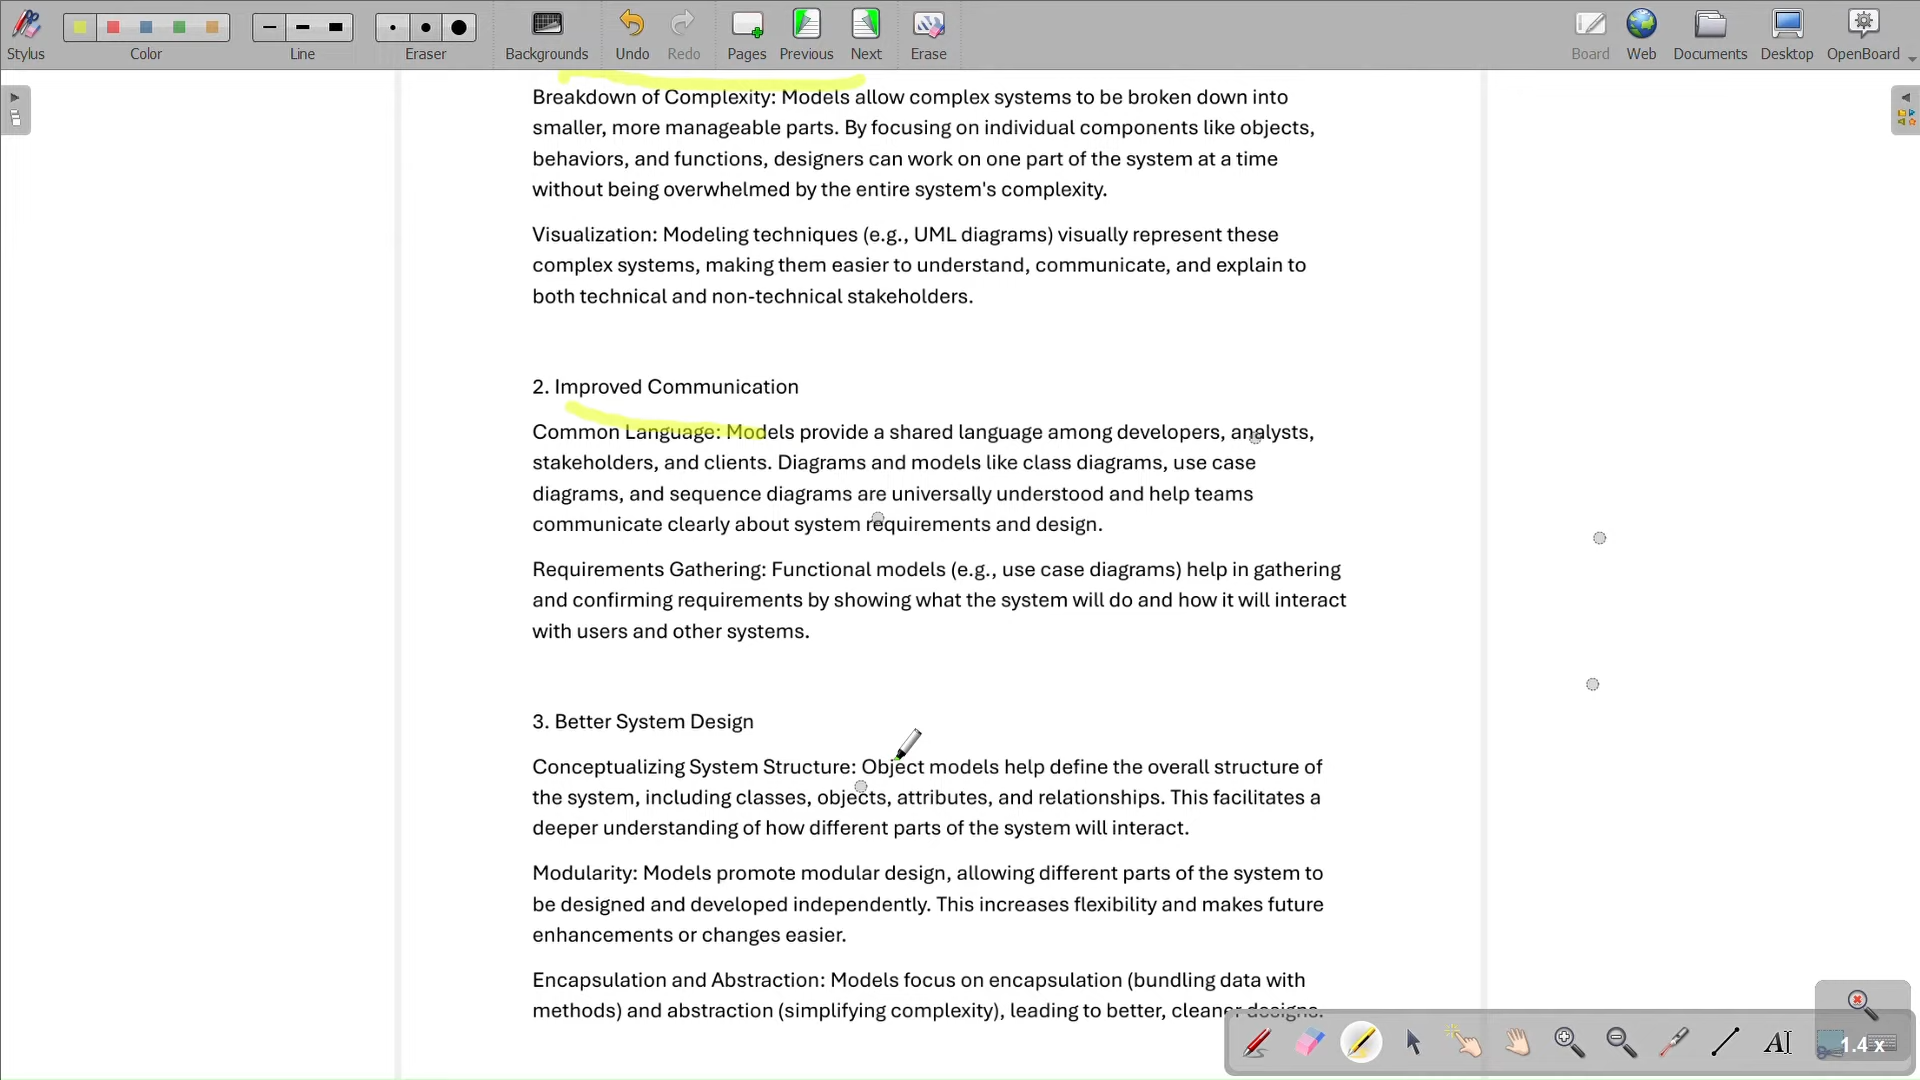 Stylus
Color
Line
Eraser
Backgrounds
Undo
Redo
Pages
Previous
Next
Erase
Board
Web
Documents
Desktop
OpenBoard
Breakdown of Complexity: Models allow complex systems to be broken down into
smaller, more manageable parts. By focusing on individual components like objects,
behaviors, and functions, designers can work on one part of the system at a time
without being overwhelmed by the entire system's complexity.
Visualization: Modeling techniques (e.g., UML diagrams) visually represent these
complex systems, making them easier to understand, communicate, and explain to
both technical and non-technical stakeholders.
2. Improved Communication
Common Language: Models provide a shared language among developers, analysts,
stakeholders, and clients. Diagrams and models like class diagrams, use case
diagrams, and sequence diagrams are universally understood and help teams
communicate clearly about system requirements and design.
Requirements Gathering: Functional models (e.g., use case diagrams) help in gathering
and confirming requirements by showing what the system will do and how it will interact
with users and other systems.
3. Better System Design
Conceptualizing System Structure: Object models help define the overall structure of
the system, including classes, objects, attributes, and relationships. This facilitates a
deeper understanding of how different parts of the system will interact.
Modularity: Models promote modular design, allowing different parts of the system to
be designed and developed independently. This increases flexibility and makes future
enhancements or changes easier.
Encapsulation and Abstraction: Models focus on encapsulation (bundling data with
methods) and abstraction (simplifying complexity), leading to better, cleaner designs.
AI
1.4 x